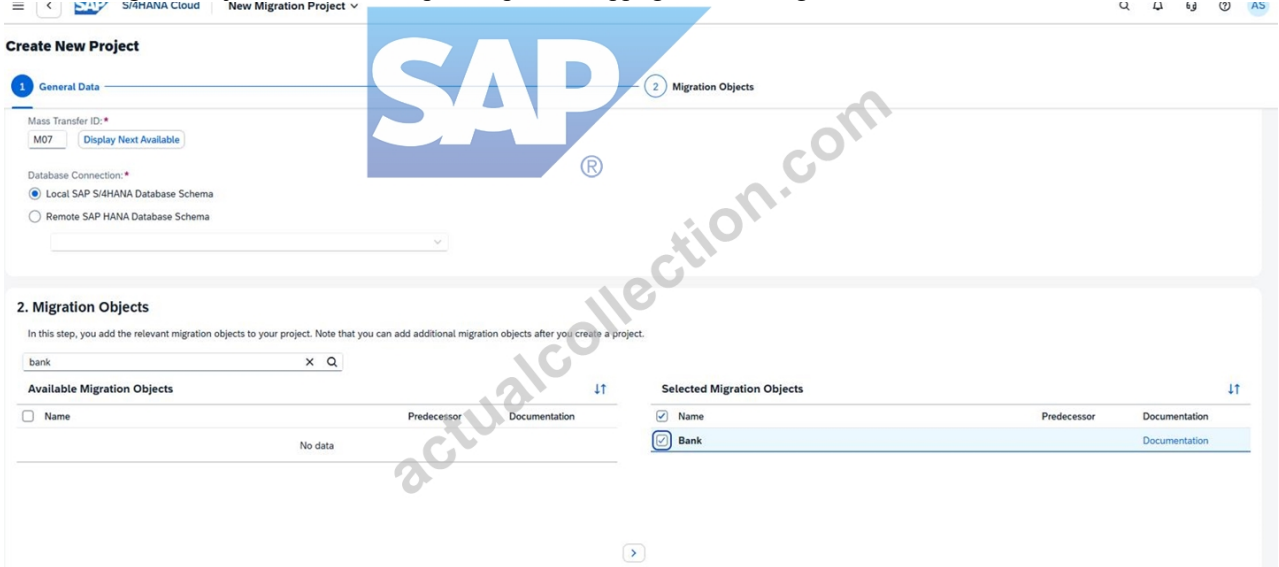 SAP S/4HANA Cloud New Migration Project AS
Create New Project
1 General Data
2 Migration Objects
Mass Transfer ID:*
M07 Display Next Available
Database Connection:*
Local SAP S/4HANA Database Schema
Remote SAP HANA Database Schema
SAP
®
2. Migration Objects
In this step, you add the relevant migration objects to your project. Note that you can add additional migration objects after you create a project.
bank
Available Migration Objects
Name Predecessor Documentation
No data
Selected Migration Objects
Name Predecessor Documentation
Bank Documentation
actualcollection.com